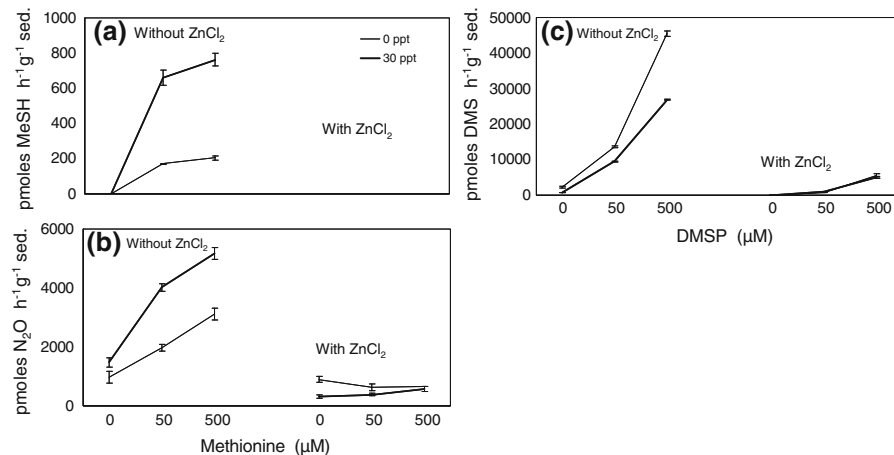 (a) Without ZnCl₂
0 ppt
30 ppt
With ZnCl₂
pmoles MeSH h⁻¹g⁻¹ sed.
1000
800
600
400
200
0
(b) Without ZnCl₂
With ZnCl₂
pmoles N₂O h⁻¹g⁻¹ sed.
6000
4000
2000
0
0 50 500 0 50 500
Methionine (µM)
(c) Without ZnCl₂
With ZnCl₂
pmoles DMS h⁻¹g⁻¹ sed.
50000
40000
30000
20000
10000
0
0 50 500 0 50 500
DMSP (µM)